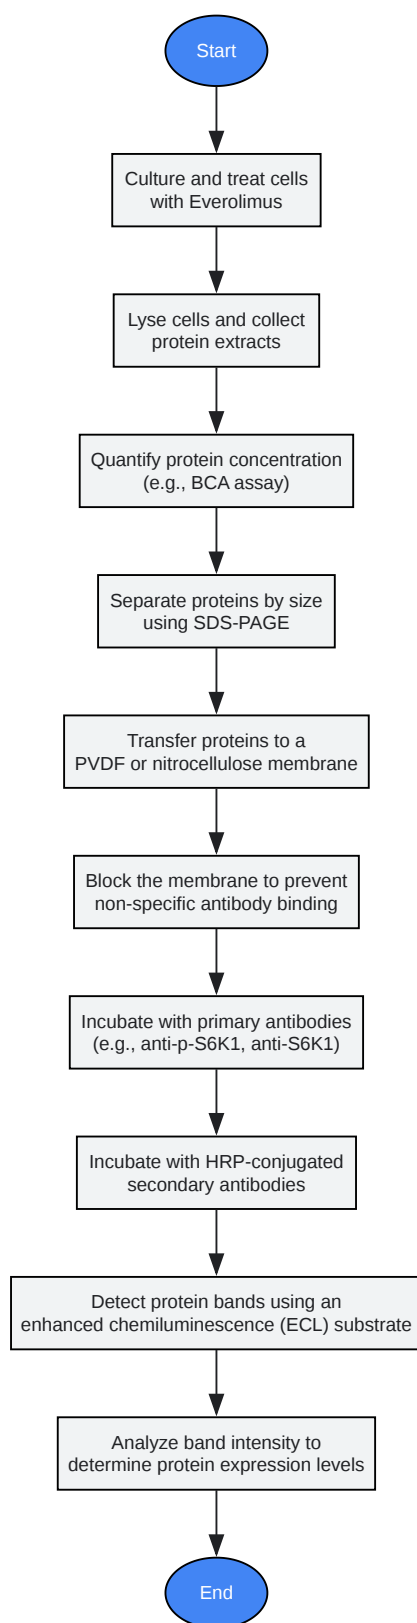 Start
Culture and treat cells
with Everolimus
Lyse cells and collect
protein extracts
Quantify protein concentration
(e.g., BCA assay)
Separate proteins by size
using SDS-PAGE
Transfer proteins to a
PVDF or nitrocellulose membrane
Block the membrane to prevent
non-specific antibody binding
Incubate with primary antibodies
(e.g., anti-p-S6K1, anti-S6K1)
Incubate with HRP-conjugated
secondary antibodies
Detect protein bands using an
enhanced chemiluminescence (ECL) substrate
Analyze band intensity to
determine protein expression levels
End